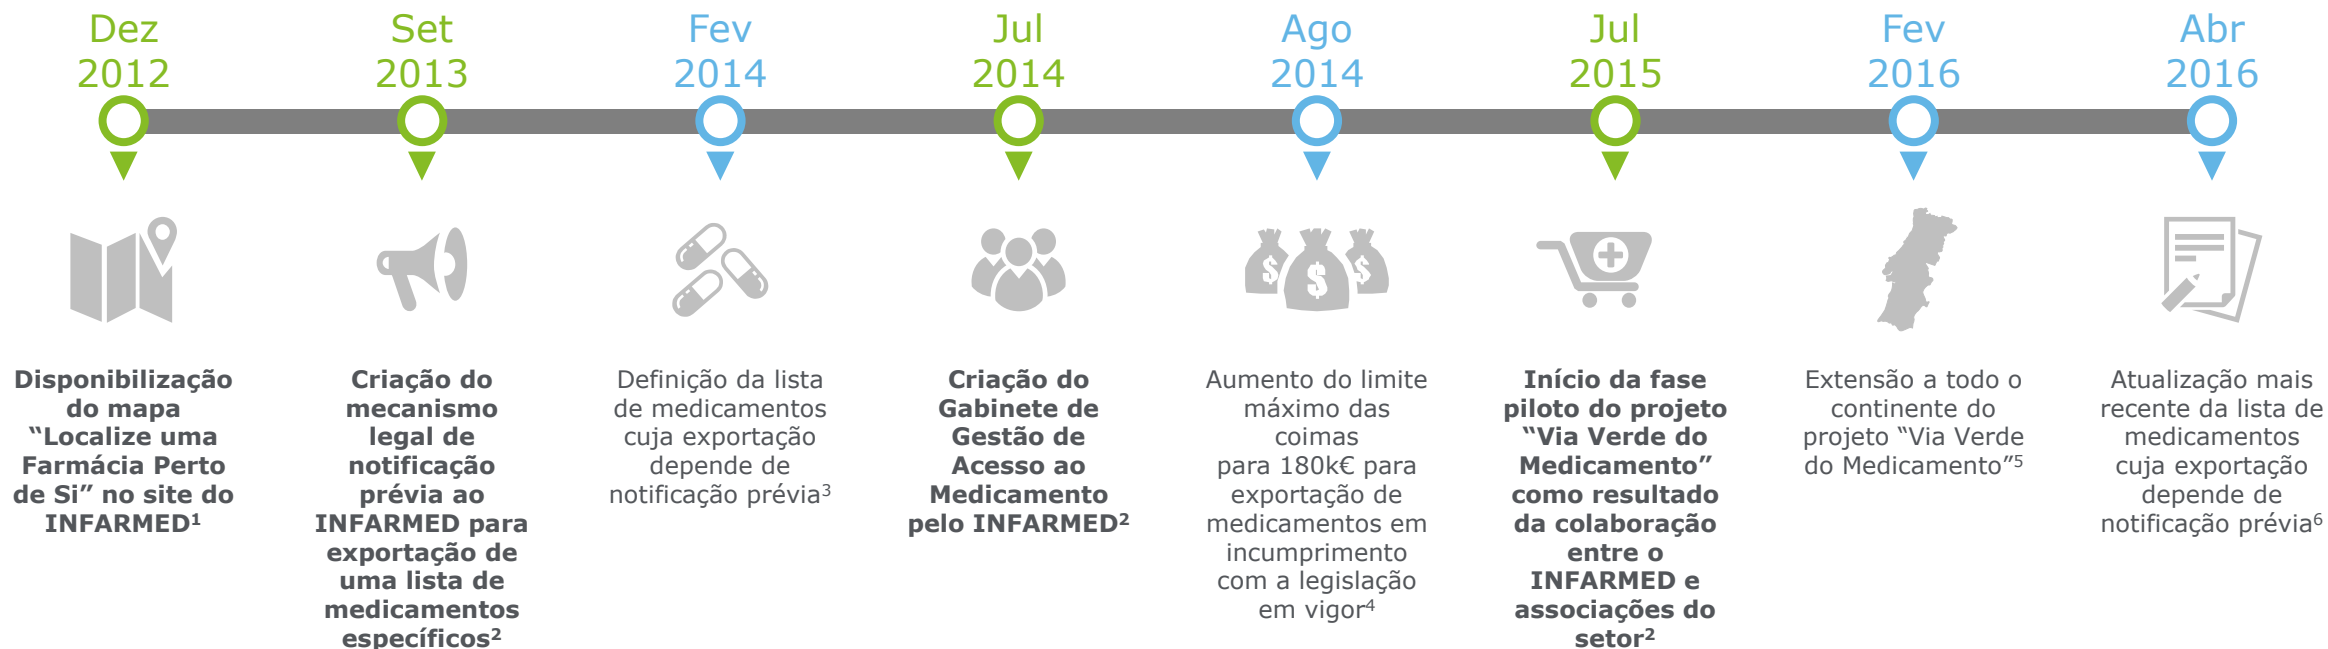 Dez
2012
Set
2013
Fev
2014
Jul
2014
Ago
2014
Jul
2015
Fev
2016
Abr
2016
Disponibilização
do mapa
“Localize uma
Farmácia Perto
de Si” no site do
INFARMED¹
Criação do
mecanismo
legal de
notificação
prévia ao
INFARMED para
exportação de
uma lista de
medicamentos
específicos²
Definição da lista
de medicamentos
cuja exportação
depende de
notificação prévia³
Criação do
Gabinete de
Gestão de
Acesso ao
Medicamento
pelo INFARMED²
$ $ $
Aumento do limite
máximo das
coimas
para 180k€ para
exportação de
medicamentos em
incumprimento
com a legislação
em vigor⁴
Início da fase
piloto do projeto
“Via Verde do
Medicamento”
como resultado
da colaboração
entre o
INFARMED e
associações do
setor²
Extensão a todo o
continente do
projeto “Via Verde
do Medicamento”⁵
Atualização mais
recente da lista de
medicamentos
cuja exportação
depende de
notificação prévia⁶